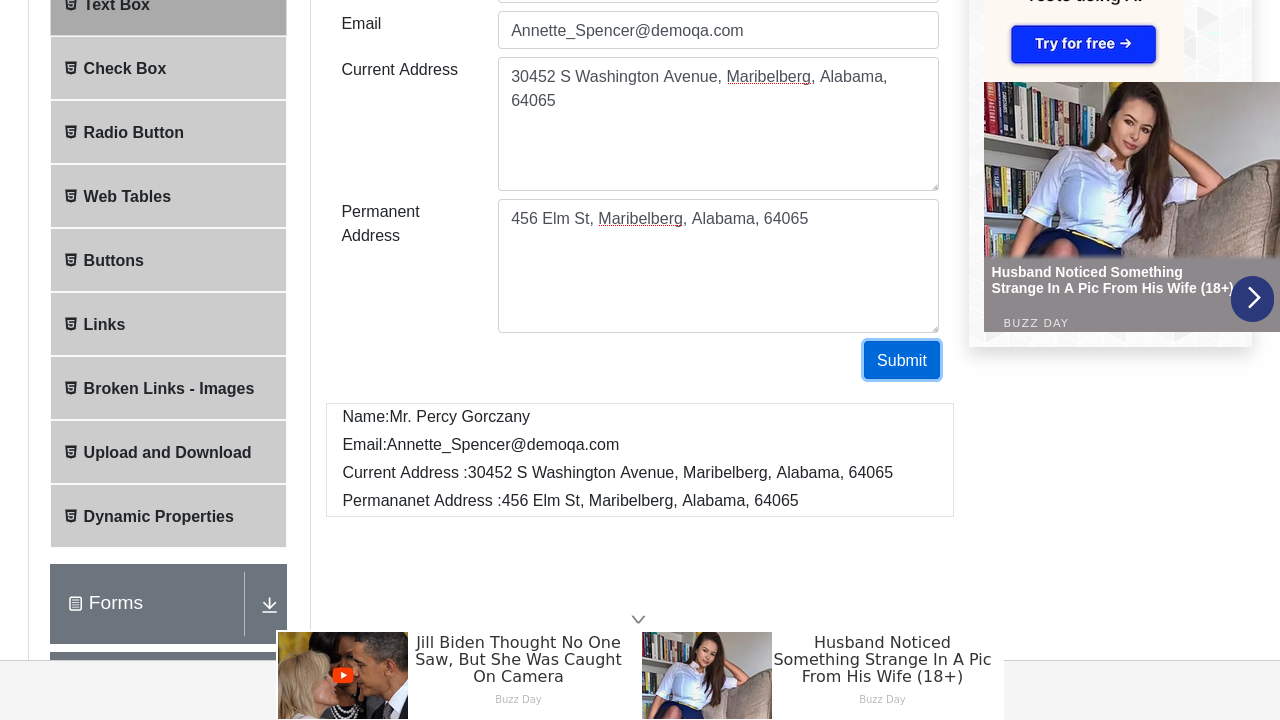 Text Box
Check Box
Radio Button
Web Tables
Buttons
Links
Broken Links - Images
Upload and Download
Dynamic Properties
Forms
Email
Annette_Spencer@demoqa.com
Current Address
30452 S Washington Avenue, Maribelberg, Alabama,
64065
Permanent
Address
456 Elm St, Maribelberg, Alabama, 64065
Submit
Name:Mr. Percy Gorczany
Email:Annette_Spencer@demoqa.com
Current Address :30452 S Washington Avenue, Maribelberg, Alabama, 64065
Permananet Address :456 Elm St, Maribelberg, Alabama, 64065
Try for free →
Husband Noticed Something
Strange In A Pic From His Wife (18+)
BUZZ DAY
Jill Biden Thought No One
Saw, But She Was Caught
On Camera
Buzz Day
Husband Noticed
Something Strange In A Pic
From His Wife (18+)
Buzz Day